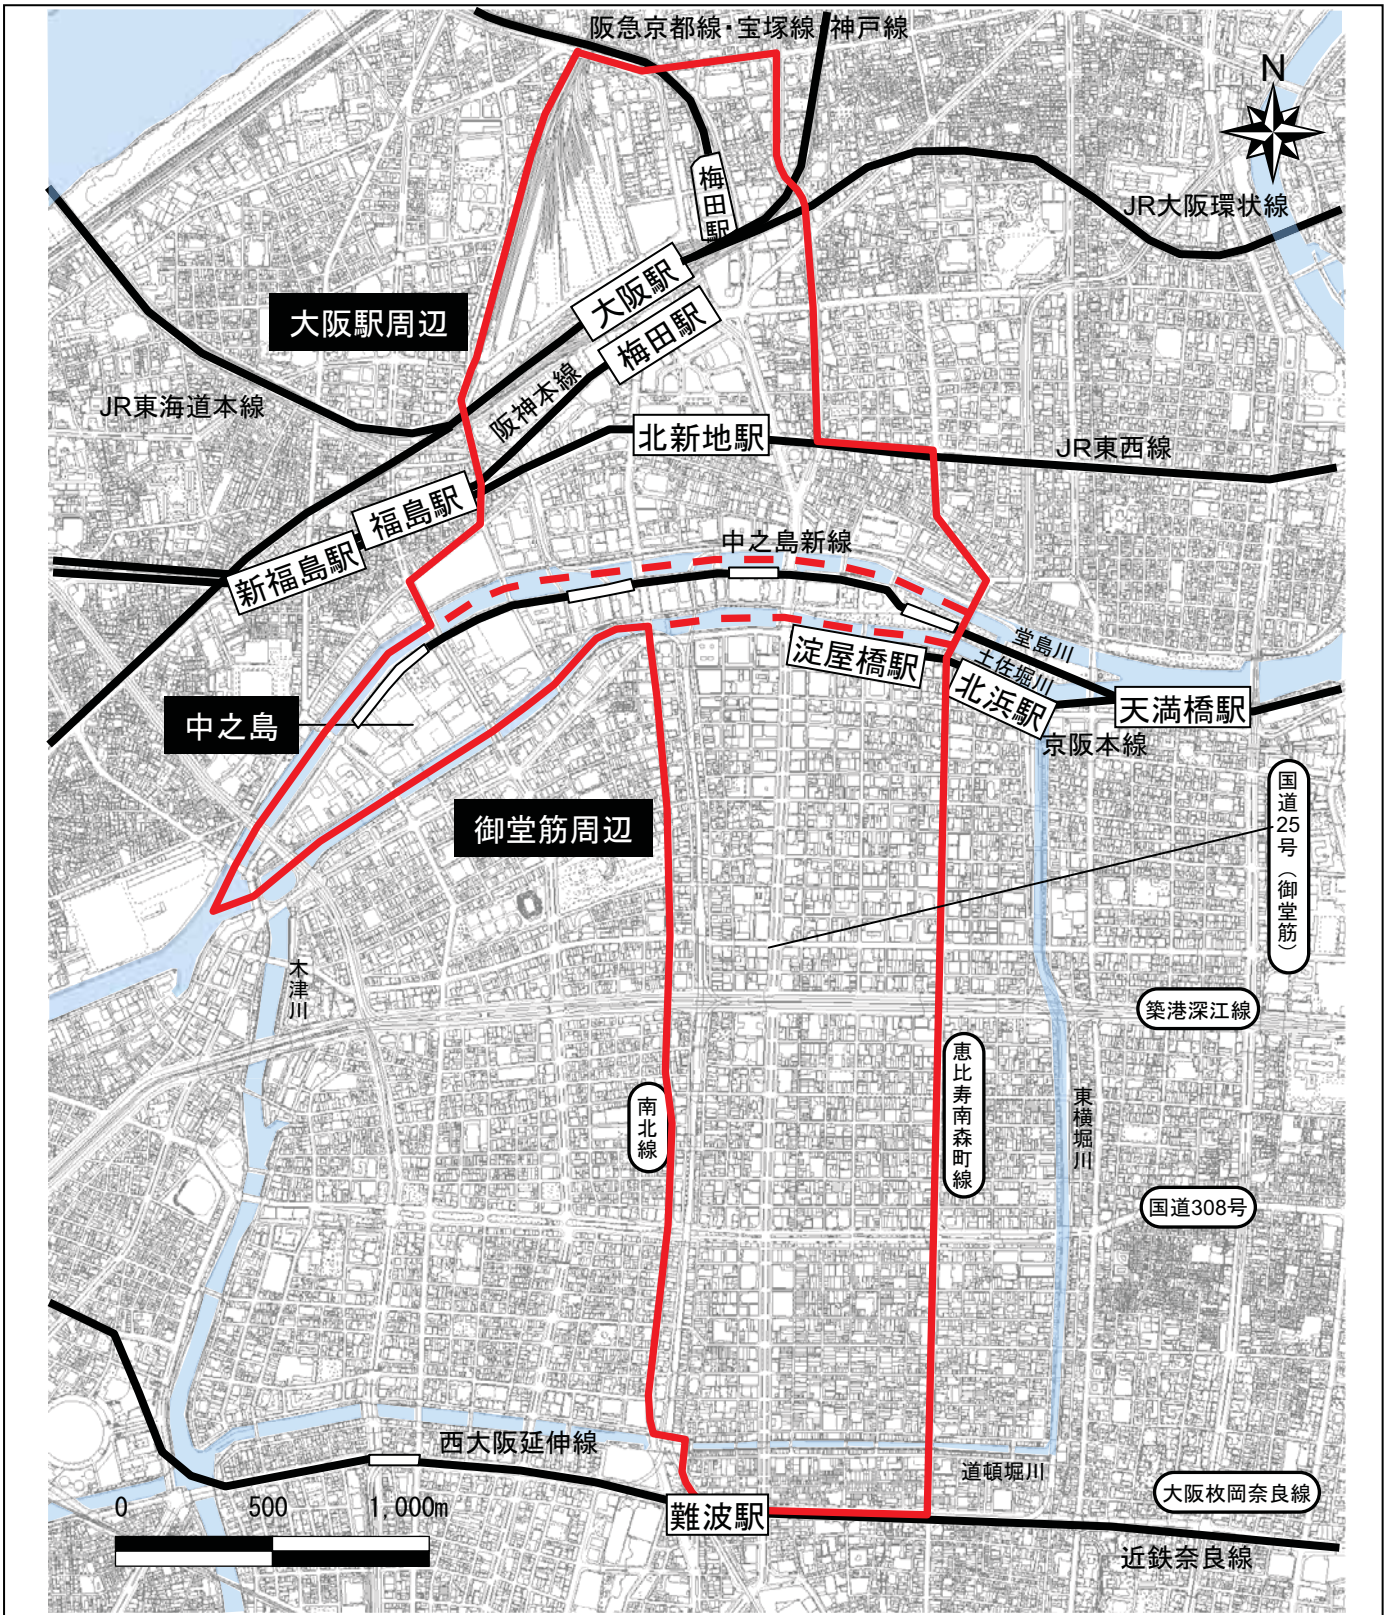 阪急京都線・宝塚線・神戸線
N
梅田駅
JR大阪環状線
大阪駅
大阪駅周辺
梅田駅
阪神本線
JR東海道本線
北新地駅
JR東西線
福島駅
新福島駅
中之島新線
堂島川
土佐堀川
淀屋橋駅
北浜駅
天満橋駅
京阪本線
中之島
御堂筋周辺
国道25号（御堂筋）
木津川
築港深江線
恵比寿南森町線
南北線
東横堀川
国道308号
西大阪延伸線
道頓堀川
大阪枚岡奈良線
難波駅
近鉄奈良線
0 500 1,000m